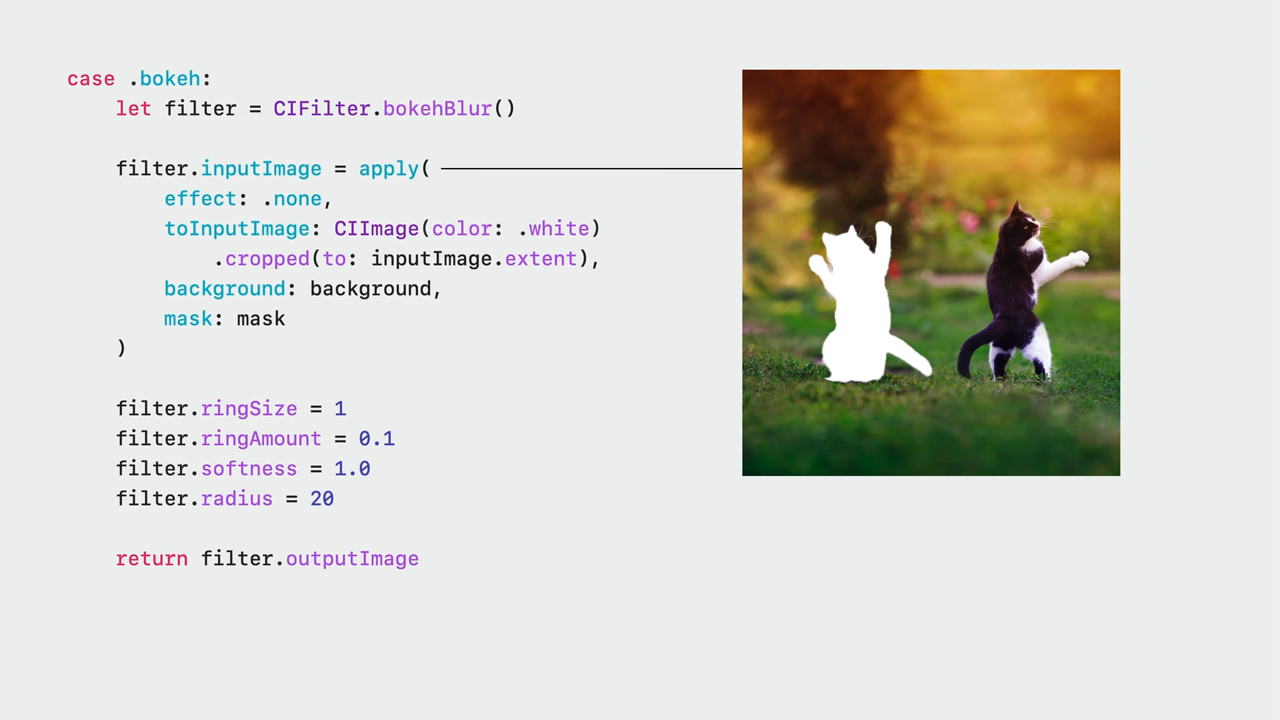 case .bokeh:
    let filter = CIFilter.bokehBlur()
    filter.inputImage = apply(
        effect: .none,
        toInputImage: CIImage(color: .white)
            .cropped(to: inputImage.extent),
        background: background,
        mask: mask
    )
    filter.ringSize = 1
    filter.ringAmount = 0.1
    filter.softness = 1.0
    filter.radius = 20
    return filter.outputImage